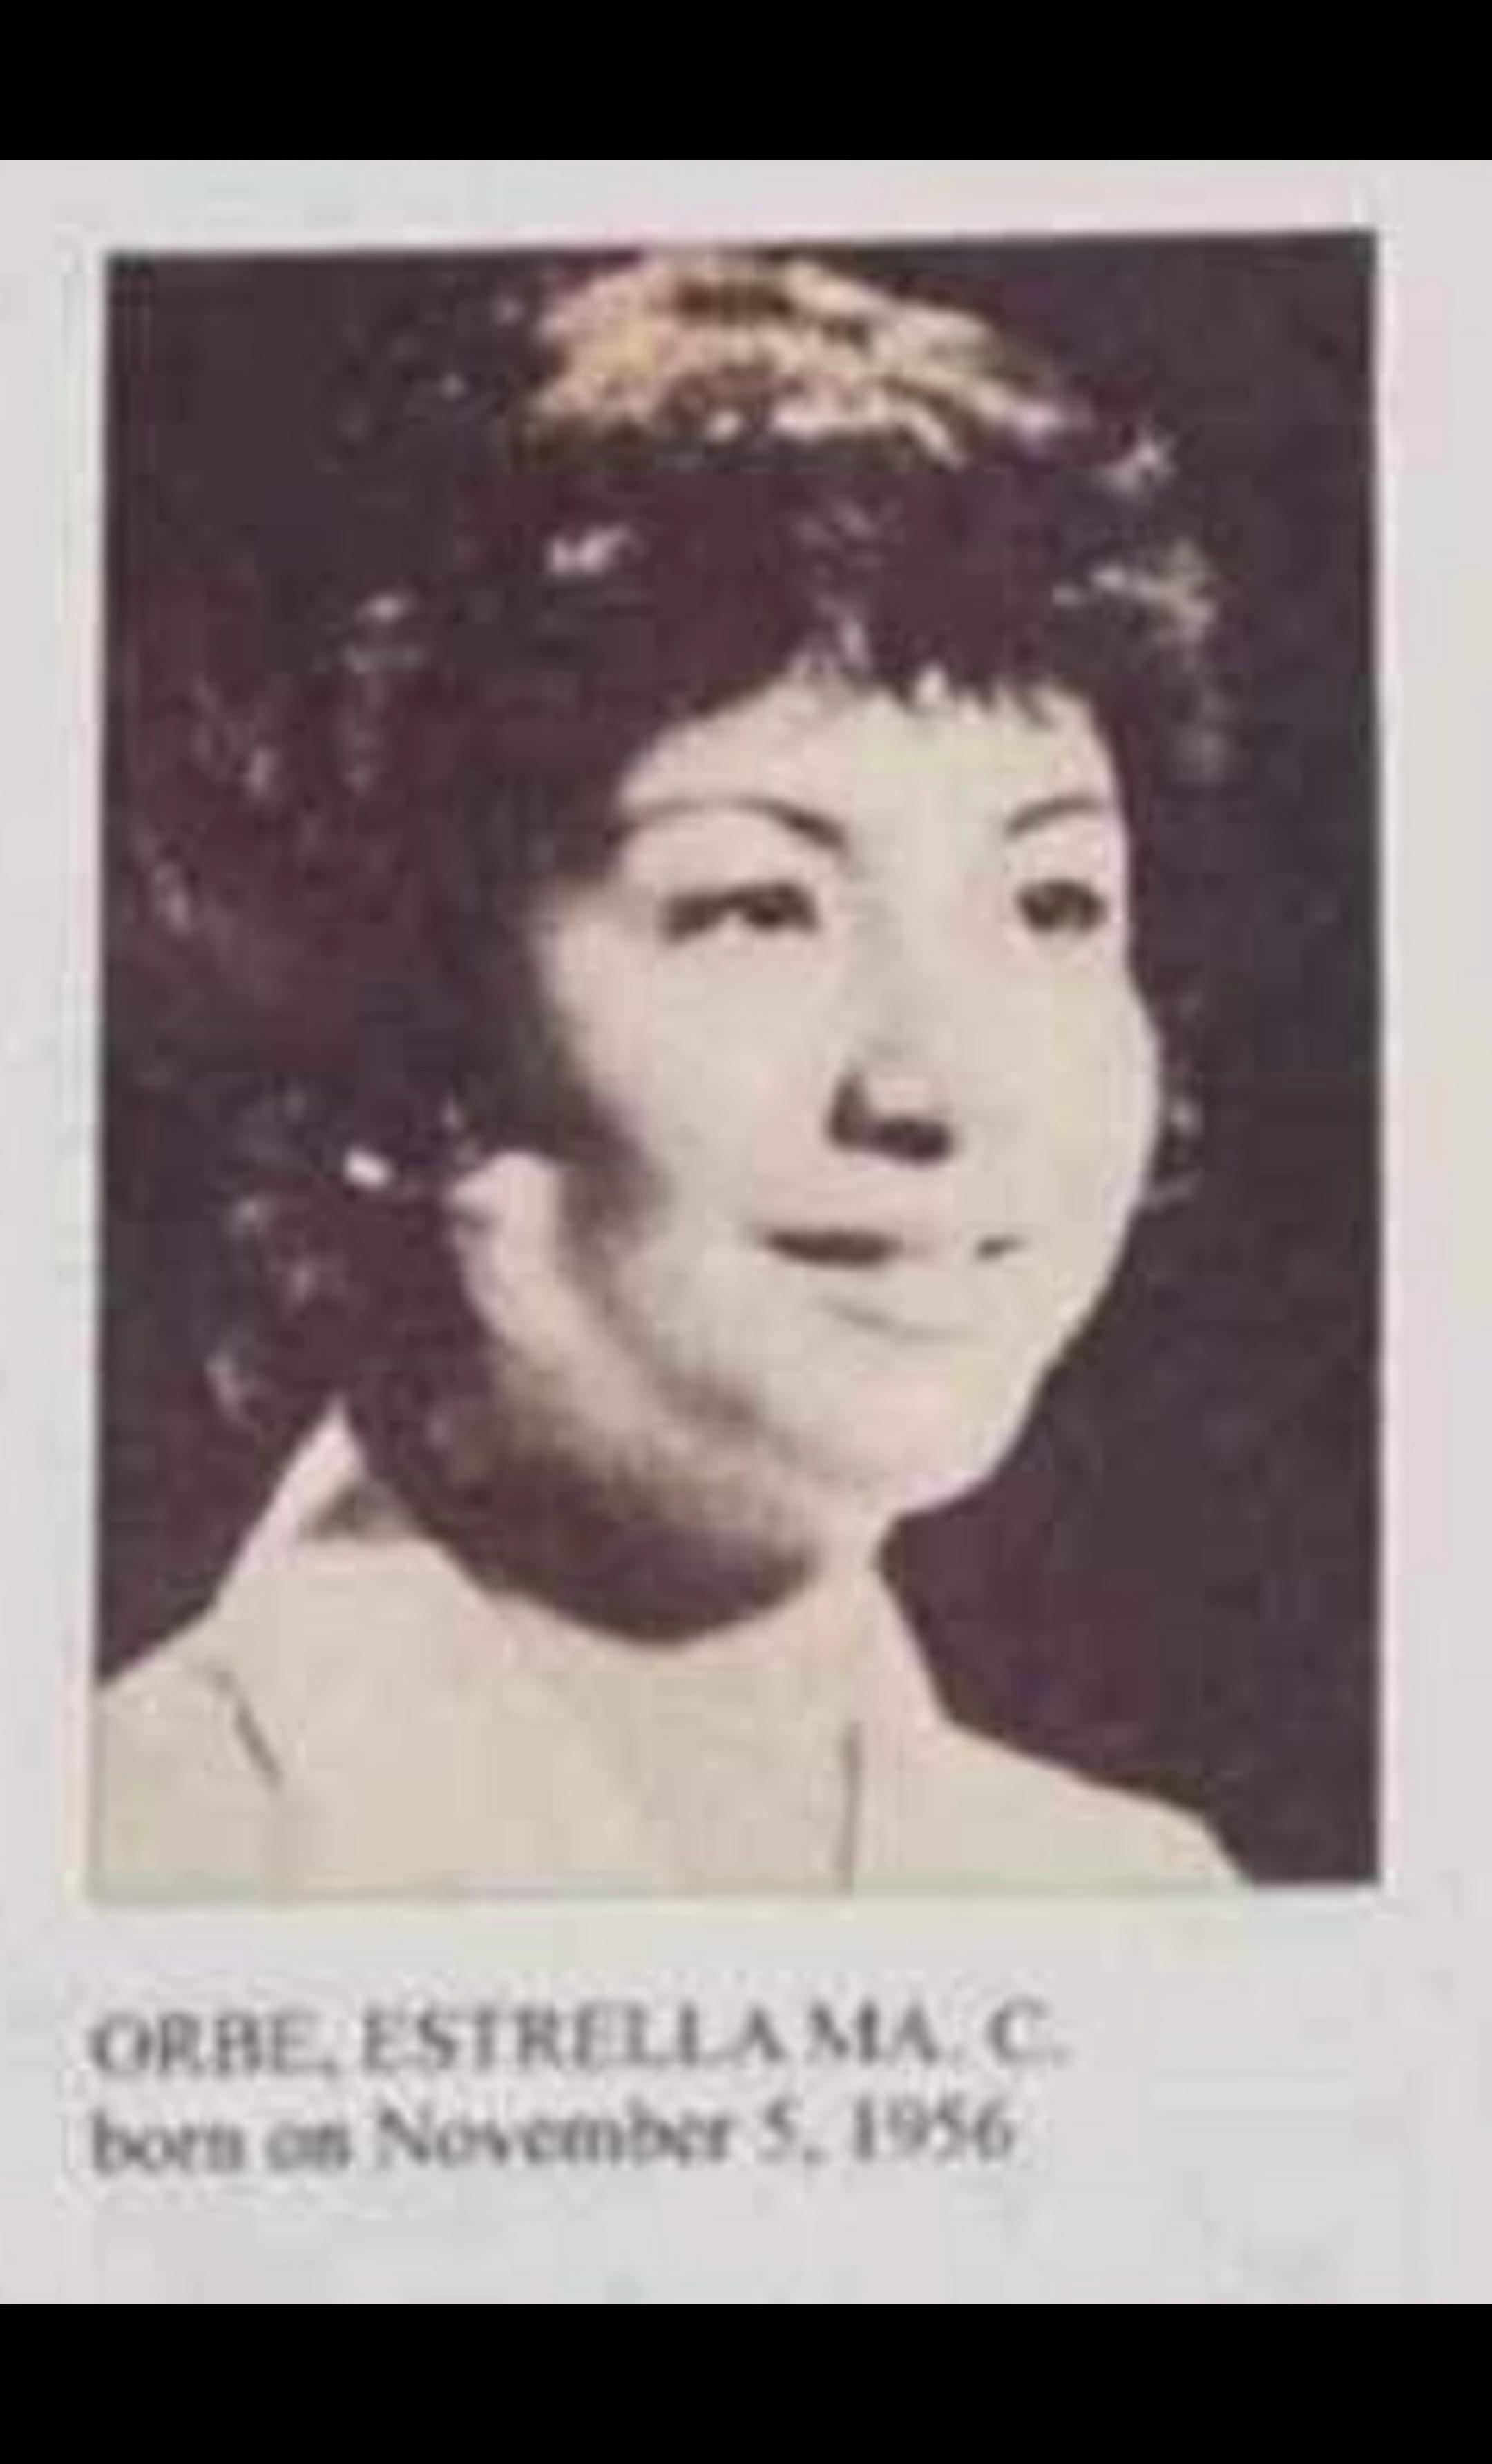 ORBE, ESTRELLA MA. C.
born on November 5, 1956